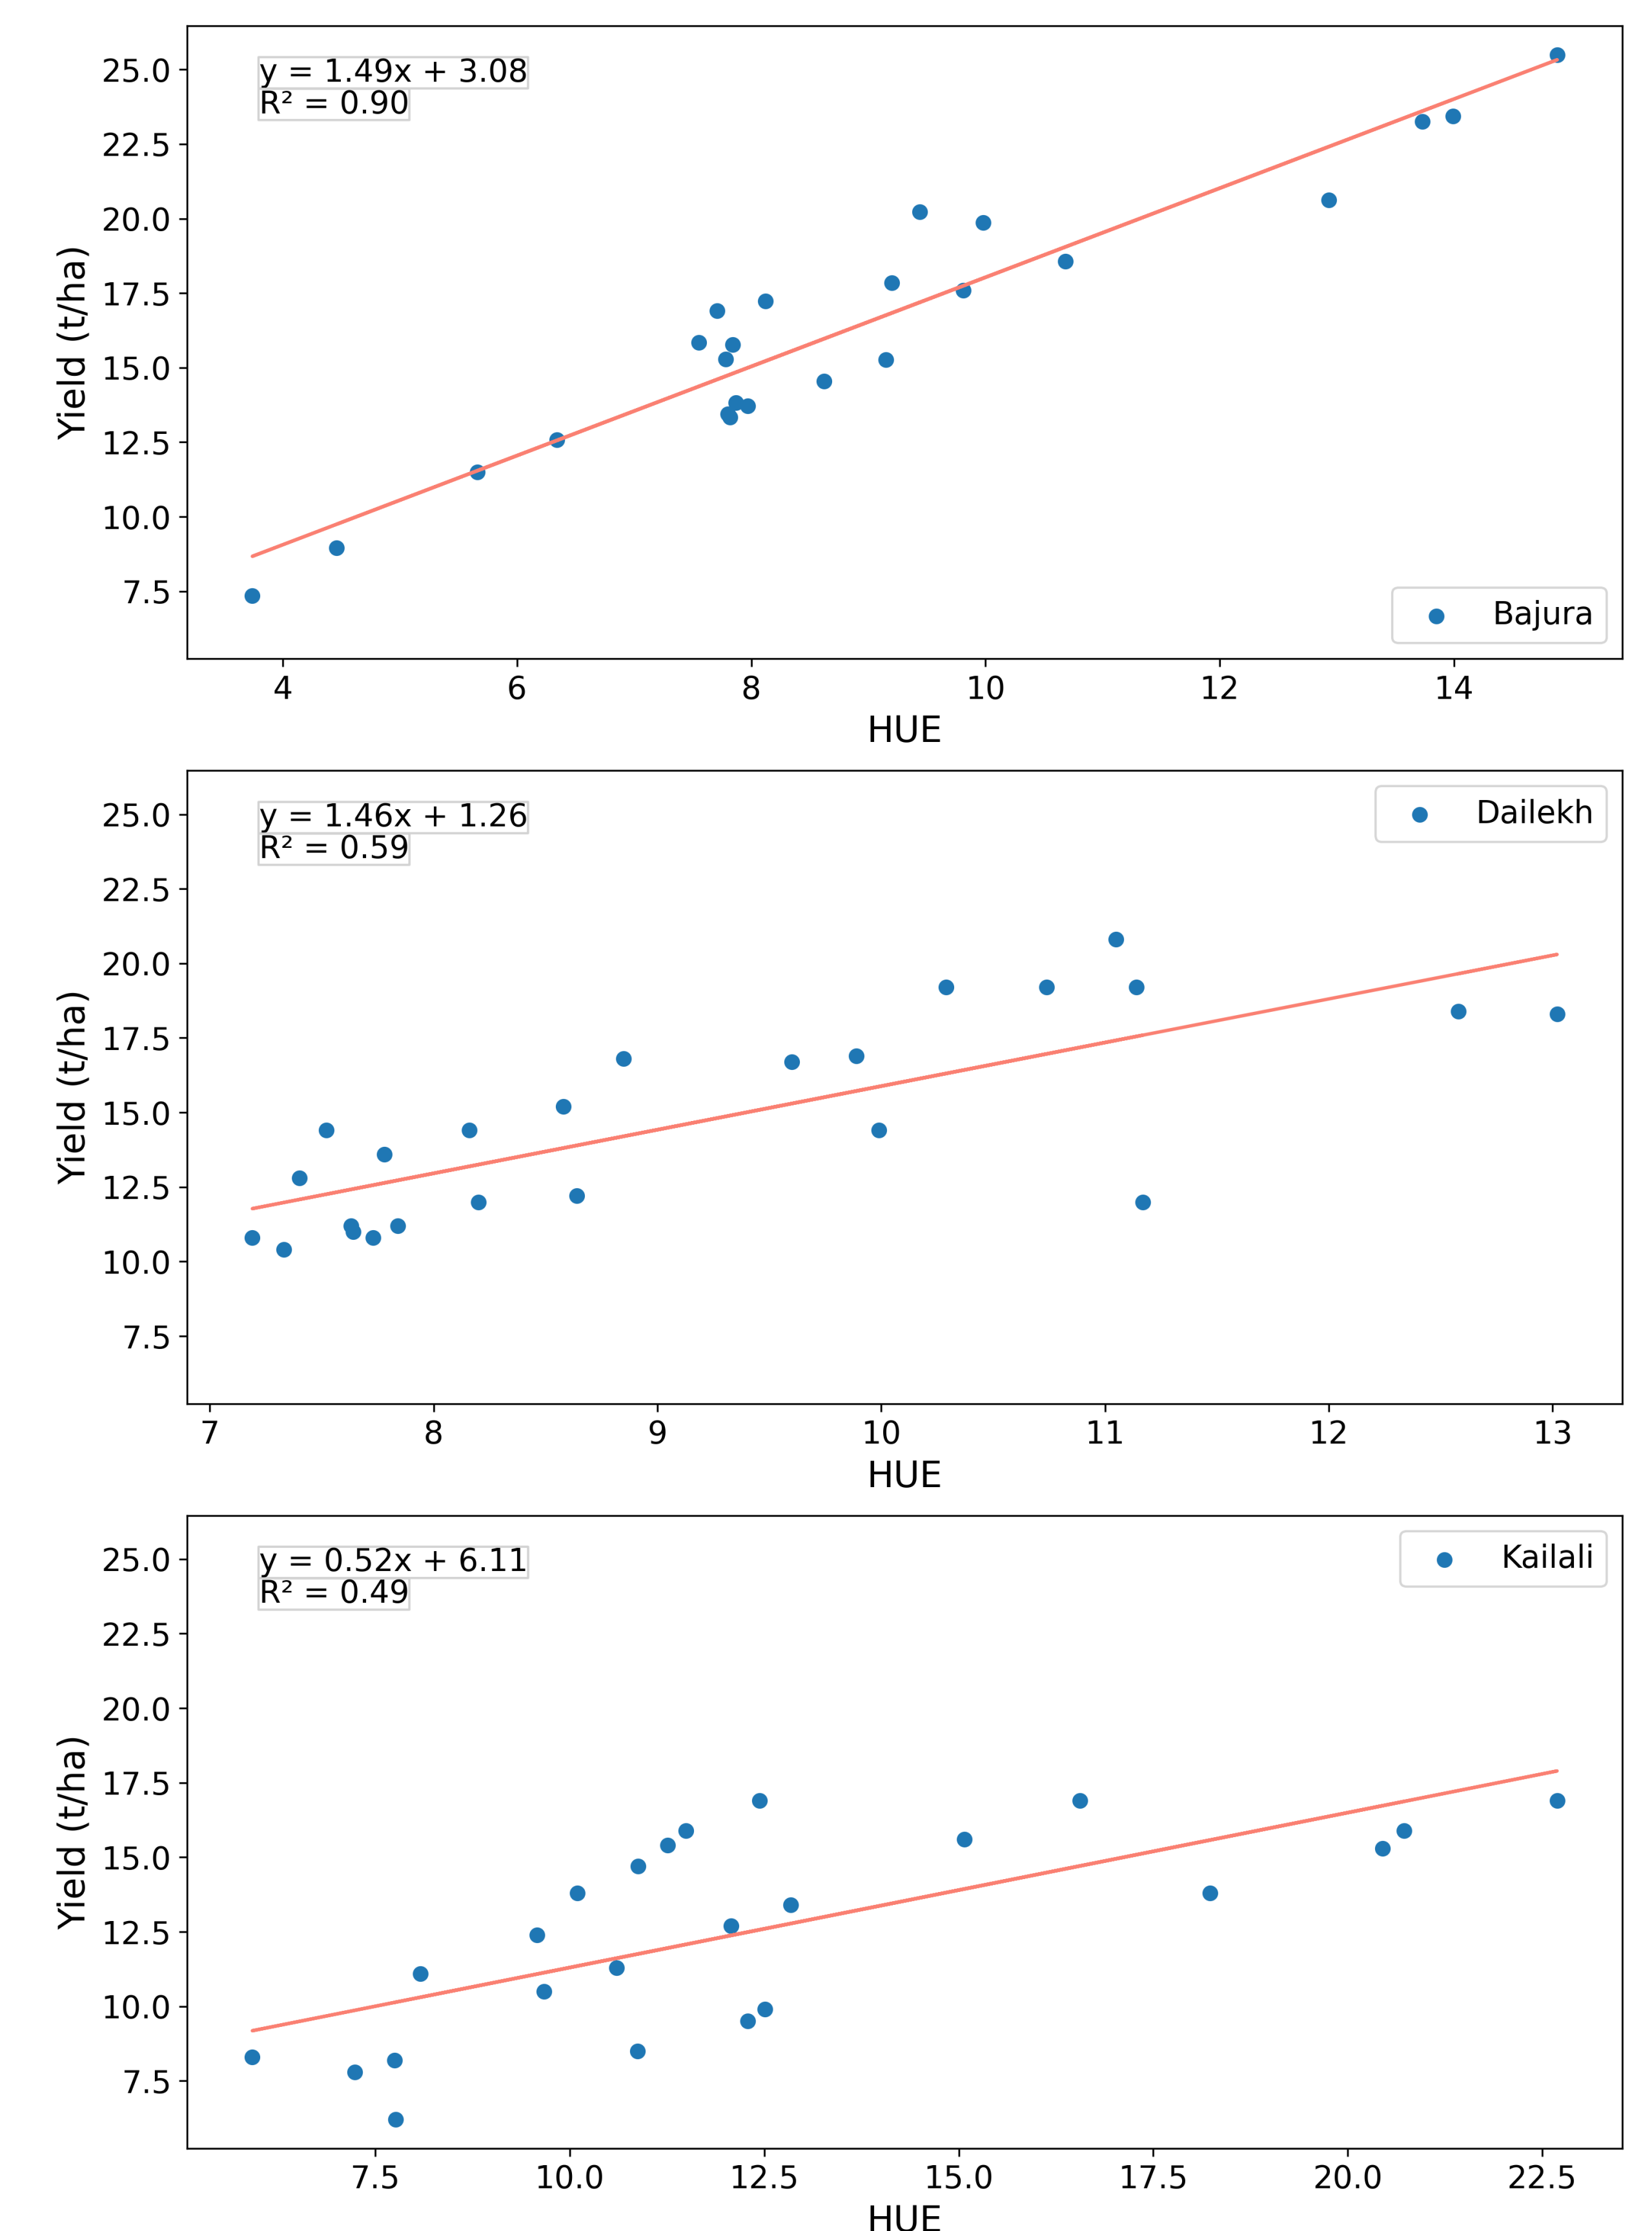 y = 1.49x + 3.08
R² = 0.90
25.0
22.5
20.0
17.5
15.0
12.5
10.0
7.5
Yield (t/ha)
Bajura
4 6 8 10 12 14
HUE
y = 1.46x + 1.26
R² = 0.59
Dailekh
25.0
22.5
20.0
17.5
15.0
12.5
10.0
7.5
Yield (t/ha)
7 8 9 10 11 12 13
HUE
y = 0.52x + 6.11
R² = 0.49
Kailali
25.0
22.5
20.0
17.5
15.0
12.5
10.0
7.5
Yield (t/ha)
7.5 10.0 12.5 15.0 17.5 20.0 22.5
HUE